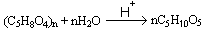 (C5H8O4)n + nH2O H+ → nC5H10O5